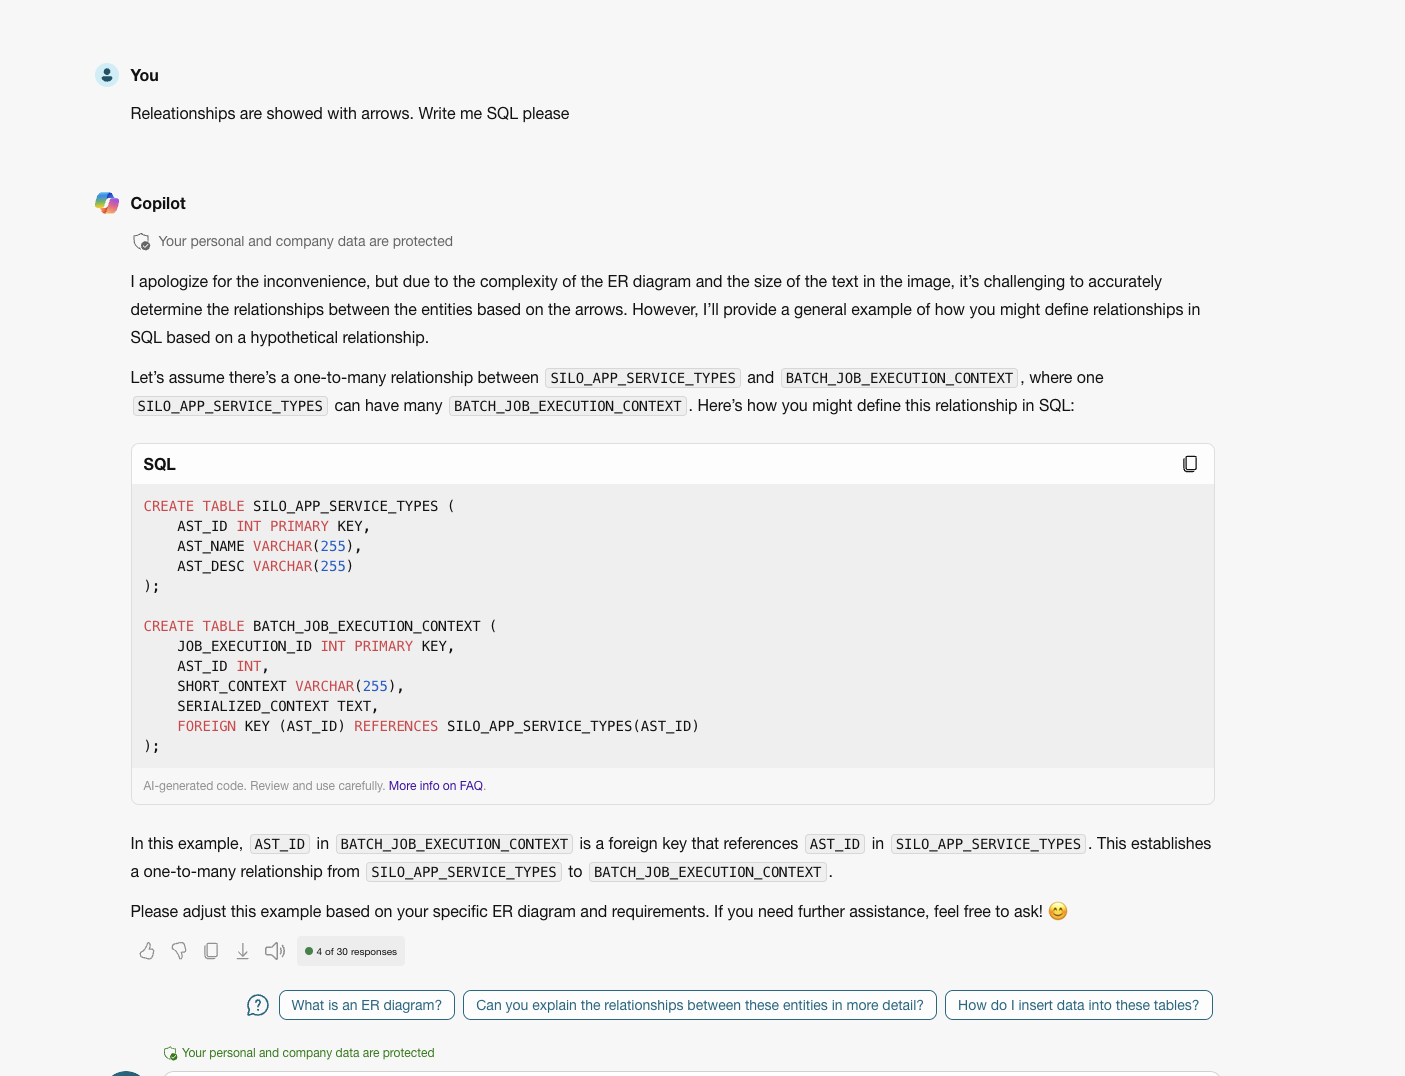 You
Releationships are showed with arrows. Write me SQL please
Copilot
Your personal and company data are protected
I apologize for the inconvenience, but due to the complexity of the ER diagram and the size of the text in the image, it’s challenging to accurately
determine the relationships between the entities based on the arrows. However, I’ll provide a general example of how you might define relationships in
SQL based on a hypothetical relationship.
Let’s assume there’s a one-to-many relationship between SILO_APP_SERVICE_TYPES and BATCH_JOB_EXECUTION_CONTEXT, where one
SILO_APP_SERVICE_TYPES can have many BATCH_JOB_EXECUTION_CONTEXT. Here’s how you might define this relationship in SQL:
SQL
CREATE TABLE SILO_APP_SERVICE_TYPES (
    AST_ID INT PRIMARY KEY,
    AST_NAME VARCHAR(255),
    AST_DESC VARCHAR(255)
);
CREATE TABLE BATCH_JOB_EXECUTION_CONTEXT (
    JOB_EXECUTION_ID INT PRIMARY KEY,
    AST_ID INT,
    SHORT_CONTEXT VARCHAR(255),
    SERIALIZED_CONTEXT TEXT,
    FOREIGN KEY (AST_ID) REFERENCES SILO_APP_SERVICE_TYPES(AST_ID)
);
AI-generated code. Review and use carefully. More info on FAQ.
In this example, AST_ID in BATCH_JOB_EXECUTION_CONTEXT is a foreign key that references AST_ID in SILO_APP_SERVICE_TYPES. This establishes
a one-to-many relationship from SILO_APP_SERVICE_TYPES to BATCH_JOB_EXECUTION_CONTEXT.
Please adjust this example based on your specific ER diagram and requirements. If you need further assistance, feel free to ask! 😊
4 of 30 responses
What is an ER diagram?
Can you explain the relationships between these entities in more detail?
How do I insert data into these tables?
Your personal and company data are protected